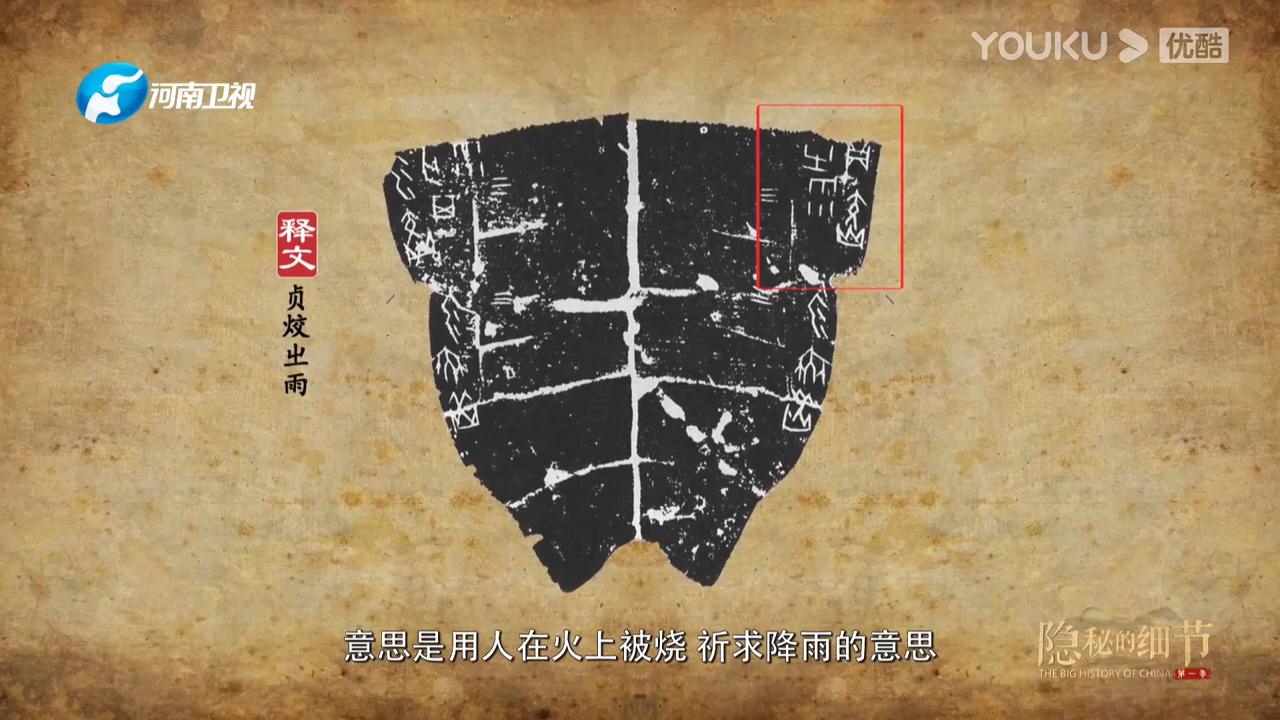 YOUKU 优酷
河南卫视
释文
贞烄㞢雨
意思是用人在火上被烧 祈求降雨的意思
隐秘的细节
THE BIG HISTORY OF CHINA 第一季